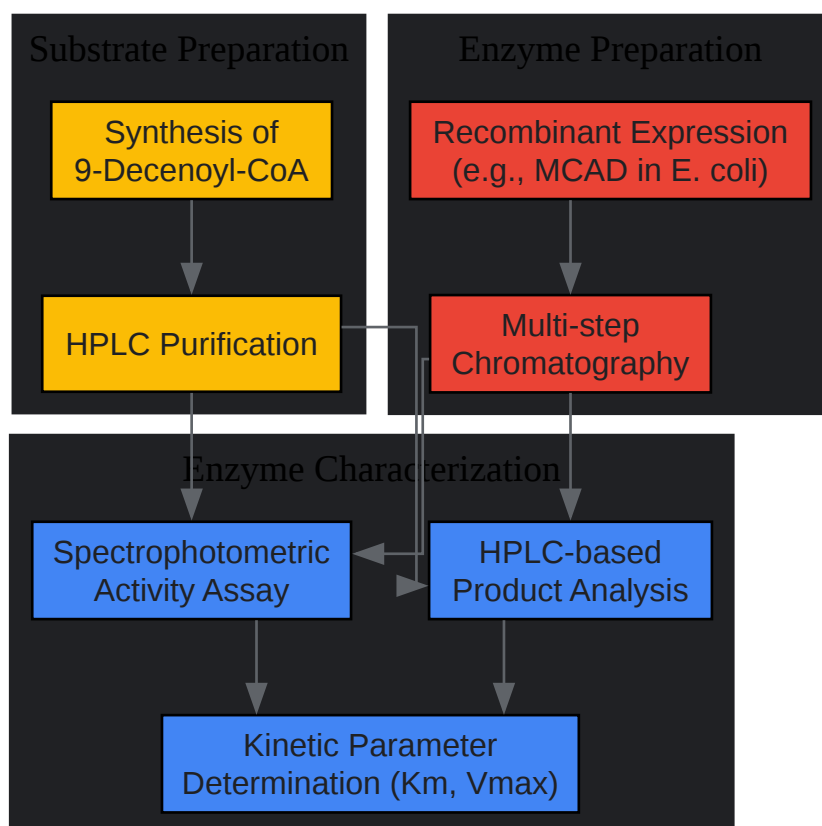 Substrate Preparation
Synthesis of
9-Decenoyl-CoA
HPLC Purification
Enzyme Preparation
Recombinant Expression
(e.g., MCAD in E. coli)
Multi-step
Chromatography
Enzyme Characterization
Spectrophotometric
Activity Assay
HPLC-based
Product Analysis
Kinetic Parameter
Determination (Km, Vmax)